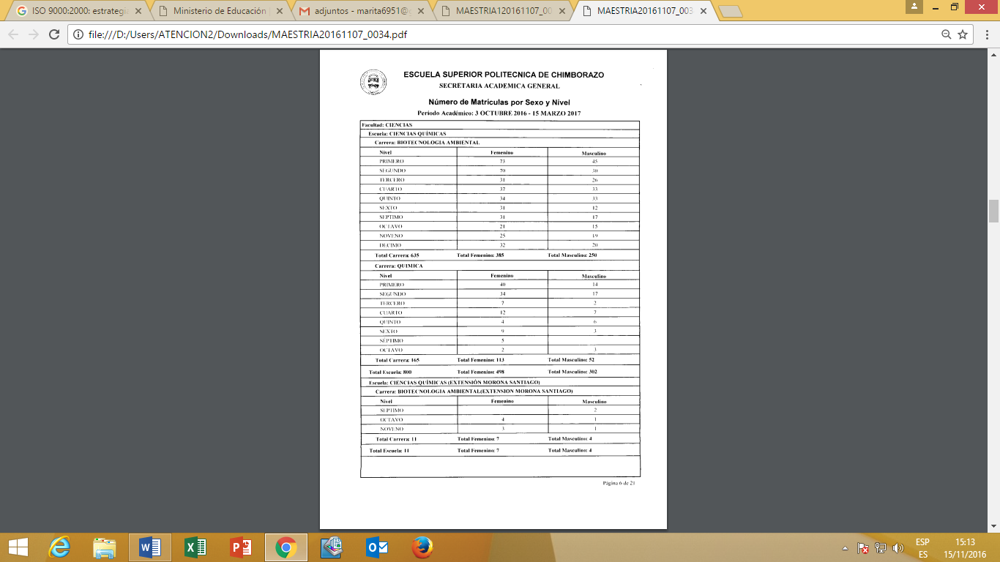 ISO 9000:2000: estrategi
Ministerio de Educación
adjuntos - marita6951@g
MAESTRIA120161107_00
MAESTRIA20161107_003
file:///D:/Users/ATENCION2/Downloads/MAESTRIA20161107_0034.pdf
ESCUELA SUPERIOR POLITECNICA DE CHIMBORAZO
SECRETARIA ACADEMICA GENERAL
Número de Matrículas por Sexo y Nivel
Período Académico: 3 OCTUBRE 2016 - 15 MARZO 2017
Facultad: CIENCIAS
Escuela: CIENCIAS QUÍMICAS
Carrera: BIOTECNOLOGIA AMBIENTAL
Nivel Femenino Masculino
PRIMERO 73 45
SEGUNDO 70 30
TERCERO 31 26
CUARTO 37 33
QUINTO 34 33
SEXTO 31 12
SEPTIMO 31 17
OCTAVO 21 15
NOVENO 25 19
DECIMO 32 20
Total Carrera: 635 Total Femenino: 385 Total Masculino: 250
Carrera: QUIMICA
Nivel Femenino Masculino
PRIMERO 40 14
SEGUNDO 34 17
TERCERO 7 2
CUARTO 12 7
QUINTO 4 6
SEXTO 9 3
SÉPTIMO 5
OCTAVO 2 3
Total Carrera: 165 Total Femenino: 113 Total Masculino: 52
Total Escuela: 800 Total Femenino: 498 Total Masculino: 302
Escuela: CIENCIAS QUÍMICAS (EXTENSIÓN MORONA SANTIAGO)
Carrera: BIOTECNOLOGIA AMBIENTAL(EXTENSION MORONA SANTIAGO)
Nivel Femenino Masculino
SEPTIMO 2
OCTAVO 4 1
NOVENO 3 1
Total Carrera: 11 Total Femenino: 7 Total Masculino: 4
Total Escuela: 11 Total Femenino: 7 Total Masculino: 4
Página 6 de 21
ESP 15:13
ES 15/11/2016